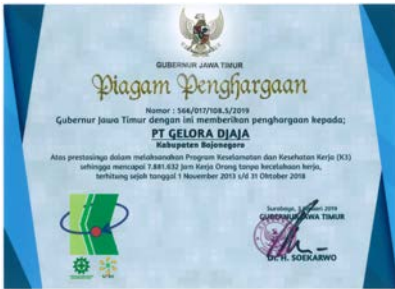 GUBERNUR JAWA TIMUR
Piagam Penghargaan
Nomor : 566/017/108.5/2019
Gubernur Jawa Timur dengan ini memberikan penghargaan kepada;
PT GELORA DJAJA
Kabupaten Bojonegoro
Atas prestasinya dalam melaksanakan Program Keselamatan dan Kesehatan Kerja (K3)
sehingga mencapai 7.881.632 Jam Kerja Orang tanpa kecelakaan kerja,
terhitung sejak tanggal 1 November 2013 s/d 31 Oktober 2018
Surabaya, Januari 2019
GUBERNUR JAWA TIMUR
Dr. H. SOEKARWO